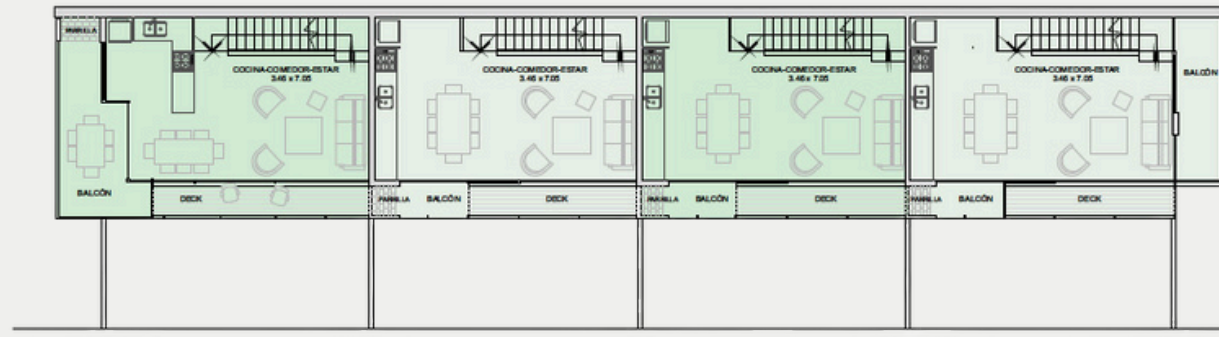 PARRILLA
COCINA-COMEDOR-ESTAR
3.46 x 7.05
COCINA-COMEDOR-ESTAR
3.46 x 7.05
COCINA-COMEDOR-ESTAR
3.46 x 7.05
COCINA-COMEDOR-ESTAR
3.46 x 7.05
BALCÓN
BALCÓN
DECK
PARRILLA
BALCÓN
DECK
PARRILLA
BALCÓN
DECK
PARRILLA
BALCÓN
DECK